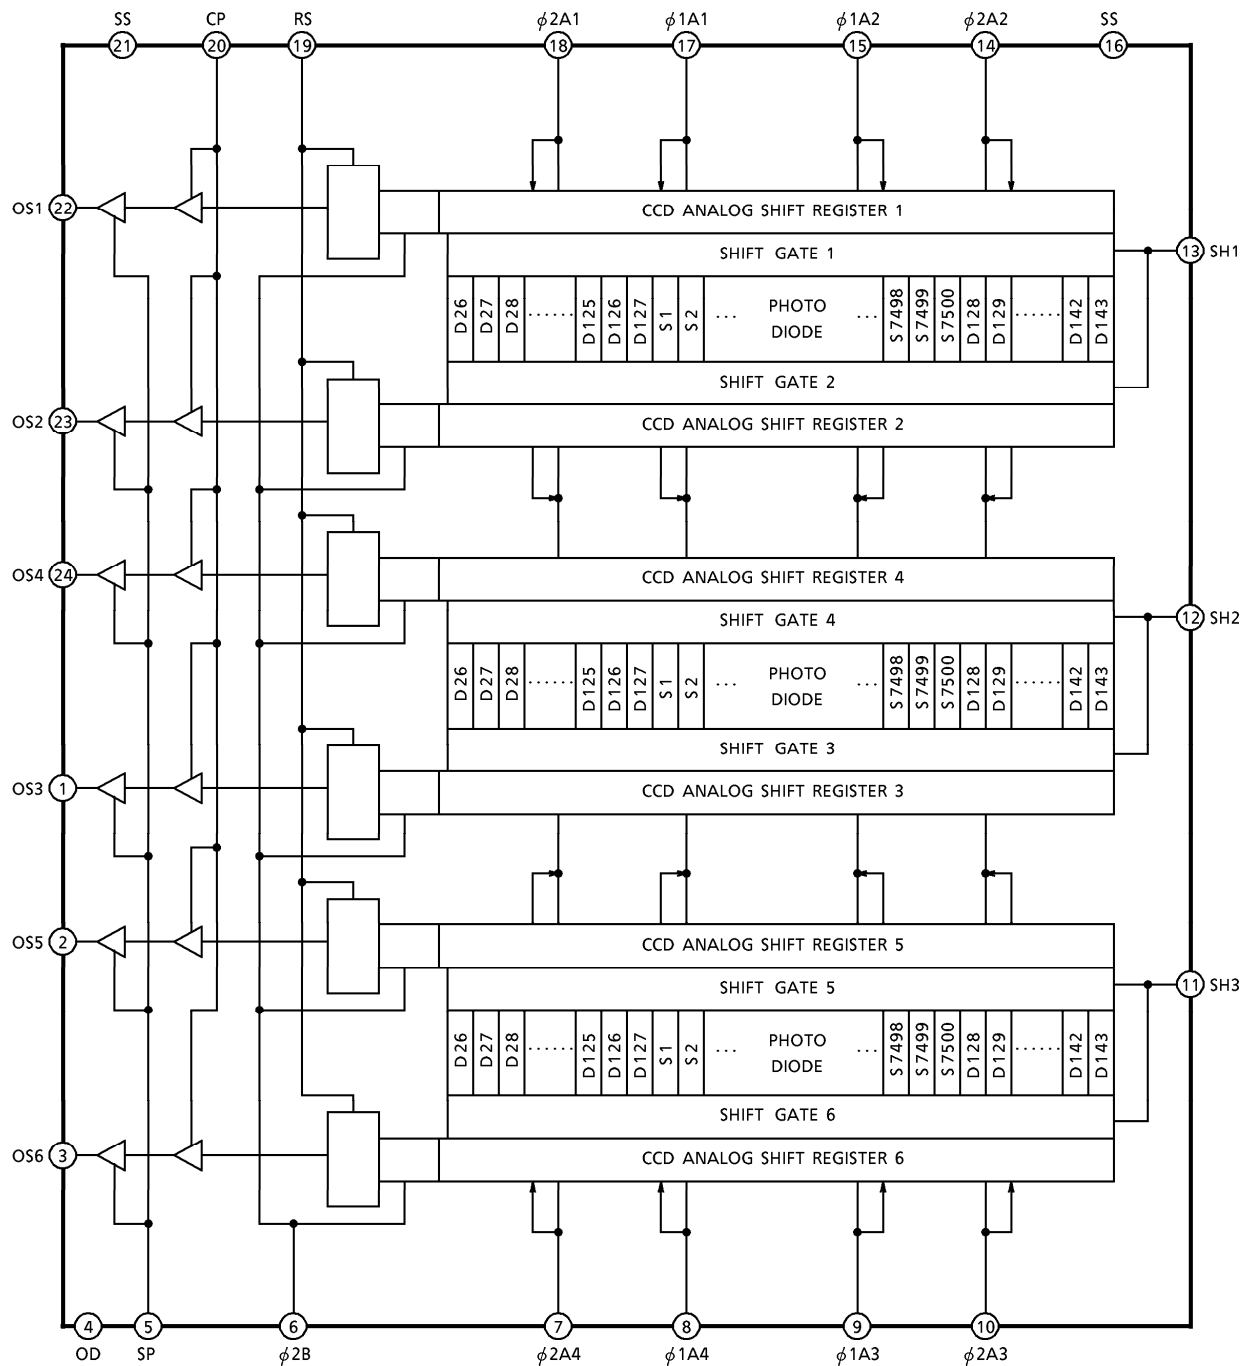 SS CP RS ϕ2A1 ϕ1A1 ϕ1A2 ϕ2A2 SS
21 20 19 18 17 15 14 16
OS1 22
CCD ANALOG SHIFT REGISTER 1
SHIFT GATE 1
13 SH1
D26 D27 D28 ...... D125 D126 D127 S1 S2 ... PHOTO DIODE ... S7498 S7499 S7500 D128 D129 ...... D142 D143
SHIFT GATE 2
OS2 23
CCD ANALOG SHIFT REGISTER 2
OS4 24
CCD ANALOG SHIFT REGISTER 4
SHIFT GATE 4
12 SH2
D26 D27 D28 ...... D125 D126 D127 S1 S2 ... PHOTO DIODE ... S7498 S7499 S7500 D128 D129 ...... D142 D143
SHIFT GATE 3
OS3 1
CCD ANALOG SHIFT REGISTER 3
OS5 2
CCD ANALOG SHIFT REGISTER 5
SHIFT GATE 5
11 SH3
D26 D27 D28 ...... D125 D126 D127 S1 S2 ... PHOTO DIODE ... S7498 S7499 S7500 D128 D129 ...... D142 D143
SHIFT GATE 6
OS6 3
CCD ANALOG SHIFT REGISTER 6
4 5 6 7 8 9 10
OD SP ϕ2B ϕ2A4 ϕ1A4 ϕ1A3 ϕ2A3